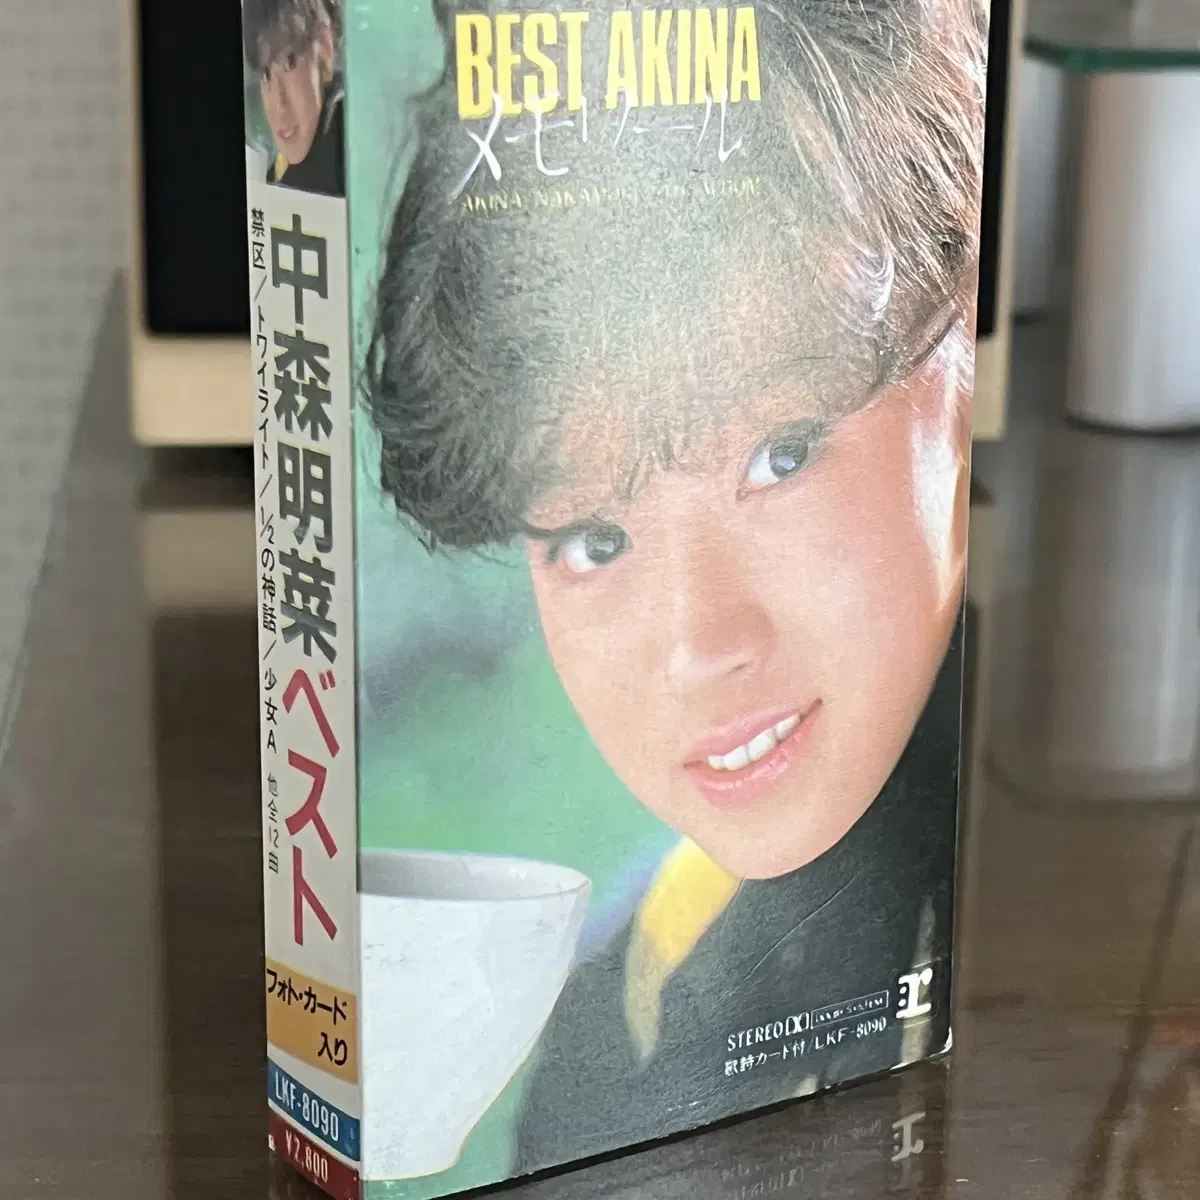 BEST AKINA
メモワール
中森明菜ベスト
禁区/トワイライト/1/2の神話/少女A 他全12曲
フォト・カード
入り
LKF-8090
¥2,800
STEREO
歌詩カード付/LKF-8090
r